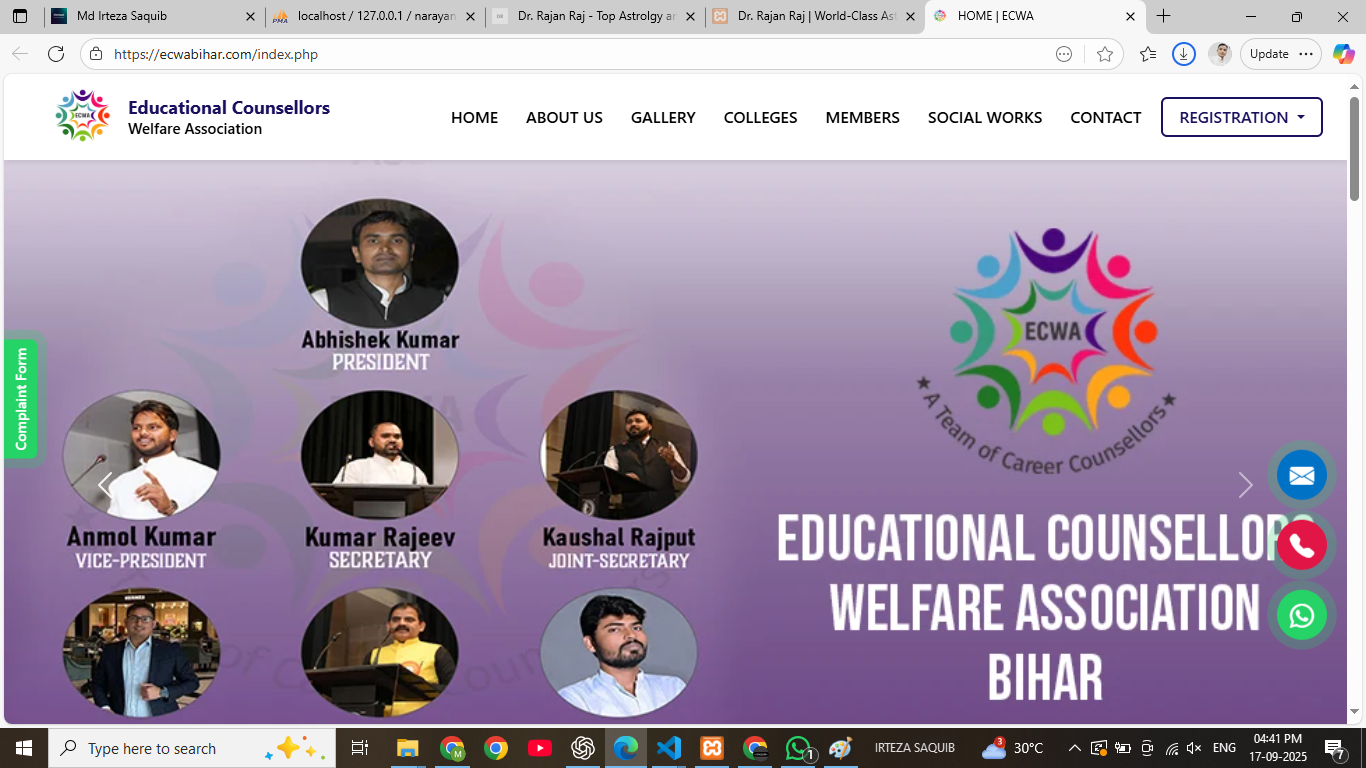 Md Irteza Saquib
localhost / 127.0.0.1 / narayan
Dr. Rajan Raj - Top Astrolgy an
Dr. Rajan Raj | World-Class Ast
HOME | ECWA
https://ecwabihar.com/index.php
Update
ECWA
Educational Counsellors
Welfare Association
HOME
ABOUT US
GALLERY
COLLEGES
MEMBERS
SOCIAL WORKS
CONTACT
REGISTRATION
Abhishek Kumar
PRESIDENT
Anmol Kumar
VICE-PRESIDENT
Kumar Rajeev
SECRETARY
Kaushal Rajput
JOINT-SECRETARY
ECWA
A Team of Career Counsellors
EDUCATIONAL COUNSELLORS
WELFARE ASSOCIATION
BIHAR
Complaint Form
Type here to search
IRTEZA SAQUIB
3
30°C
ENG
04:41 PM
17-09-2025
1
7